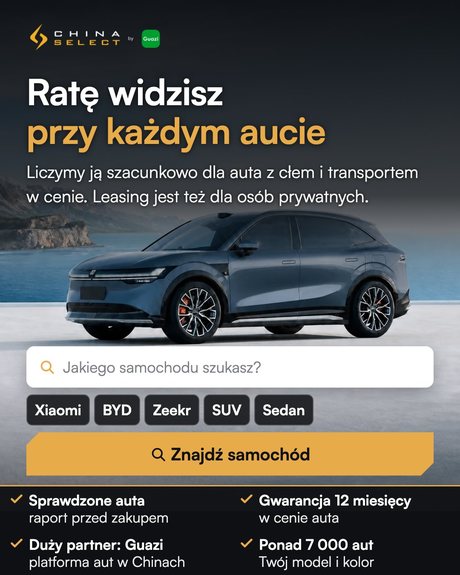 CHINA
SELECT
by
Guazi
Ratę widzisz
przy każdym aucie
Liczymy ją szacunkowo dla auta z cłem i transportem
w cenie. Leasing jest też dla osób prywatnych.
Jakiego samochodu szukasz?
Xiaomi
BYD
Zeekr
SUV
Sedan
Znajdź samochód
Sprawdzone auta
raport przed zakupem
Gwarancja 12 miesięcy
w cenie auta
Duży partner: Guazi
platforma aut w Chinach
Ponad 7 000 aut
Twój model i kolor